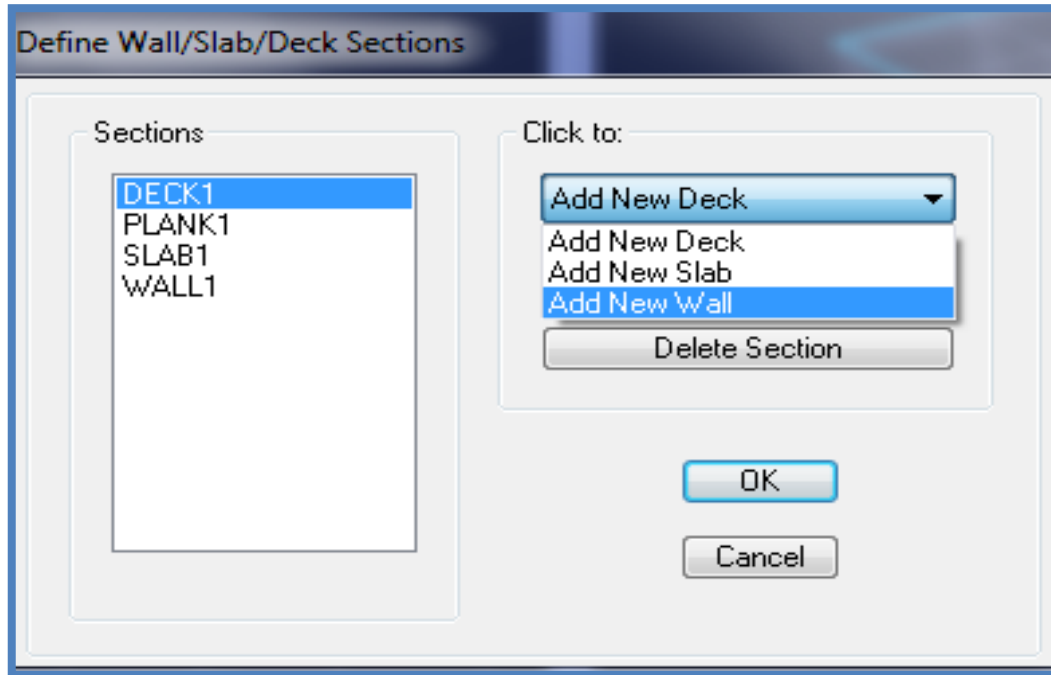 Define Wall/Slab/Deck Sections
Sections
DECK1
PLANK1
SLAB1
WALL1
Click to:
Add New Deck
Add New Deck
Add New Slab
Add New Wall
Delete Section
OK
Cancel